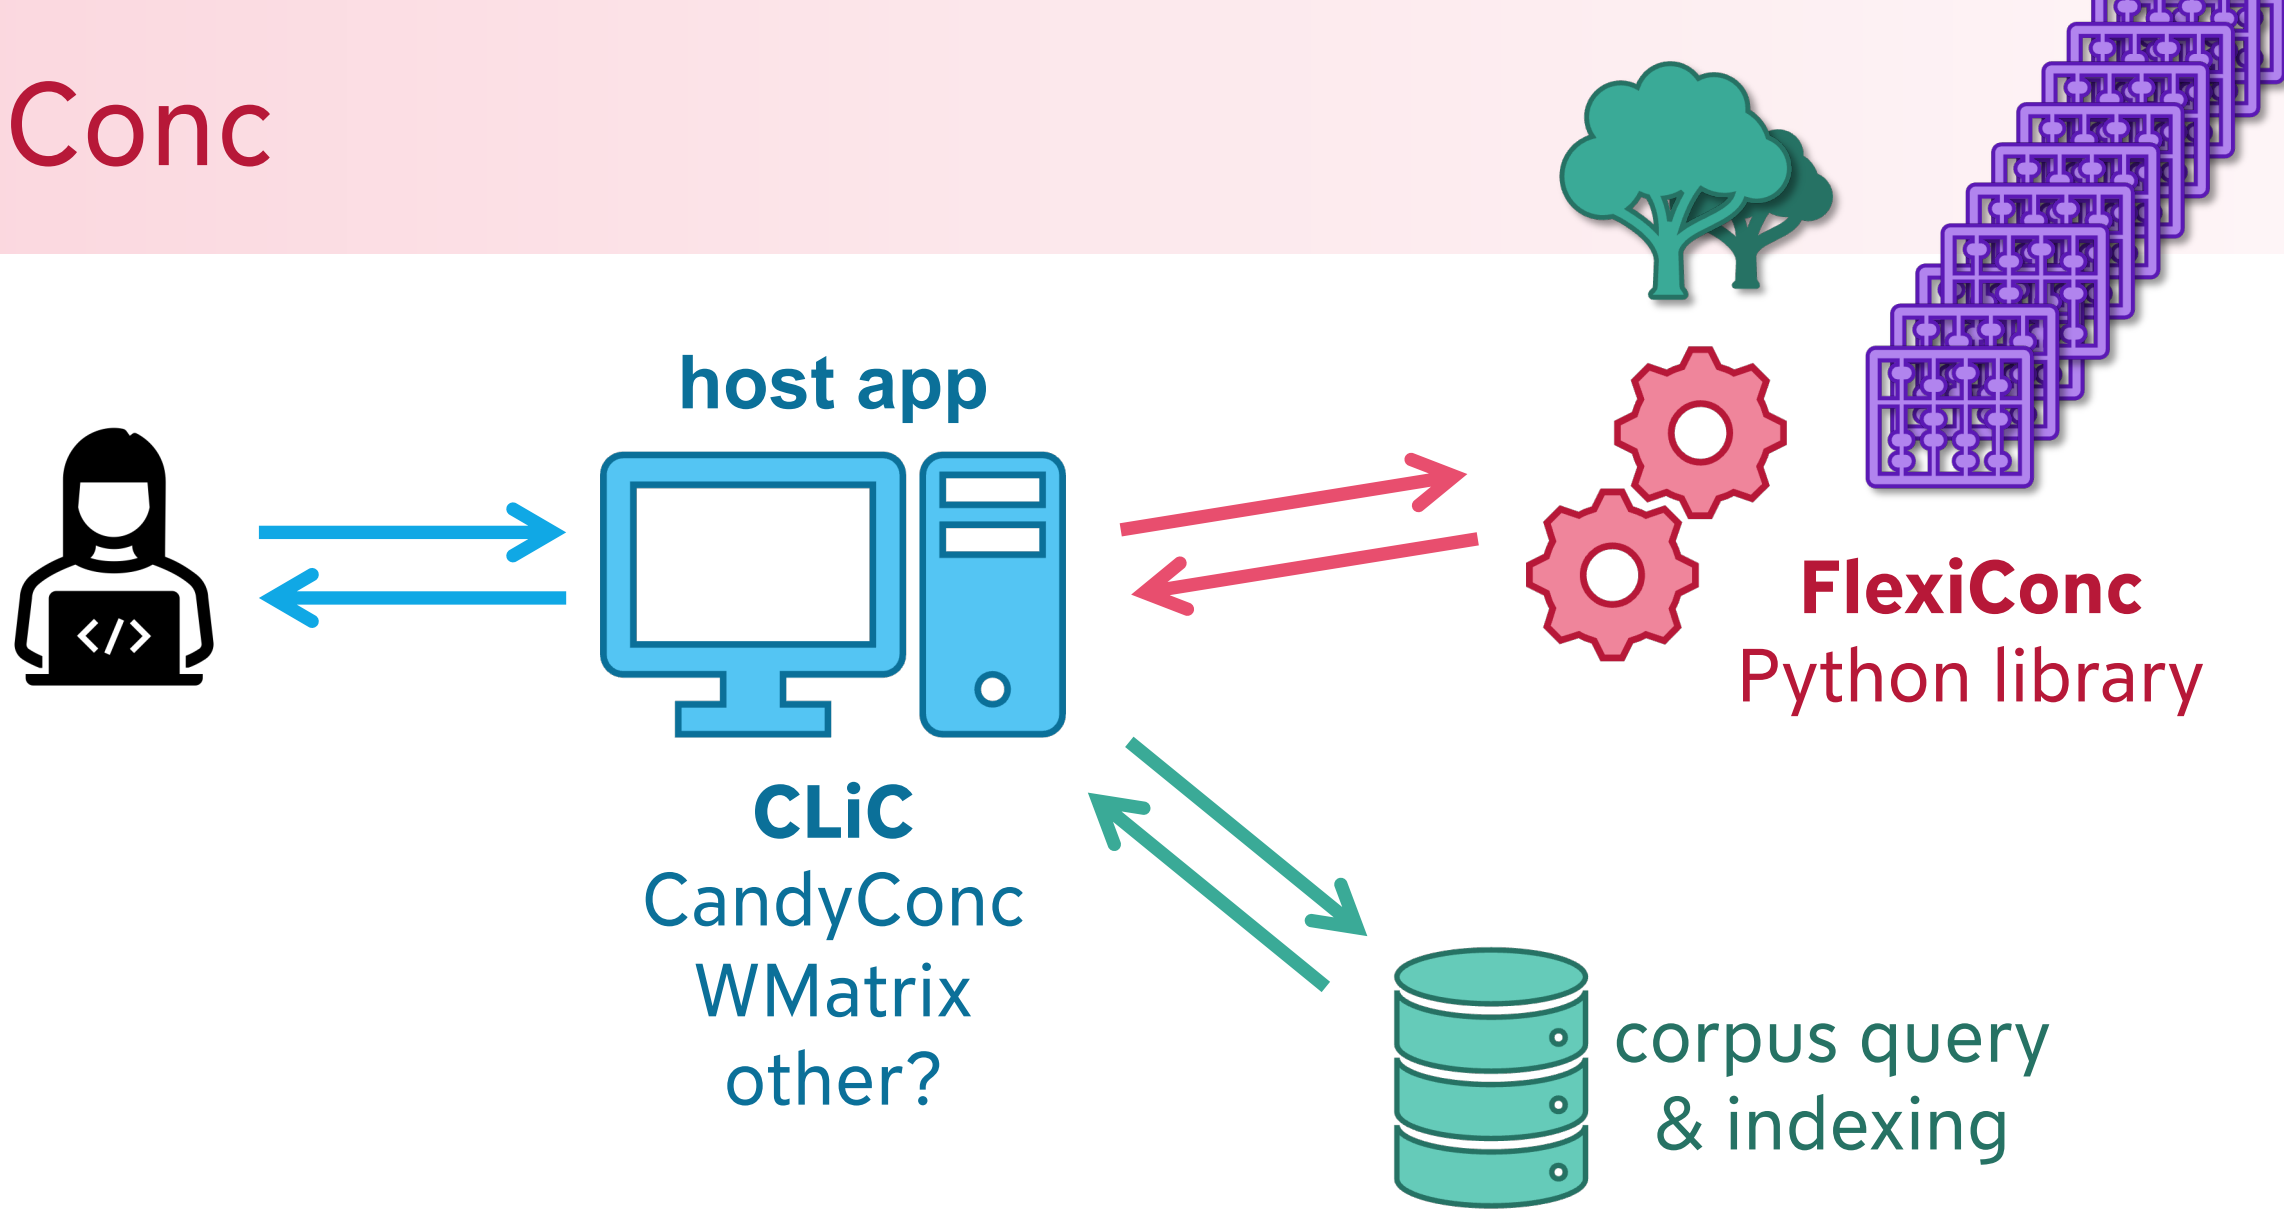 Conc
host app
</>
CLiC
CandyConc
WMatrix
other?
FlexiConc
Python library
corpus query
& indexing